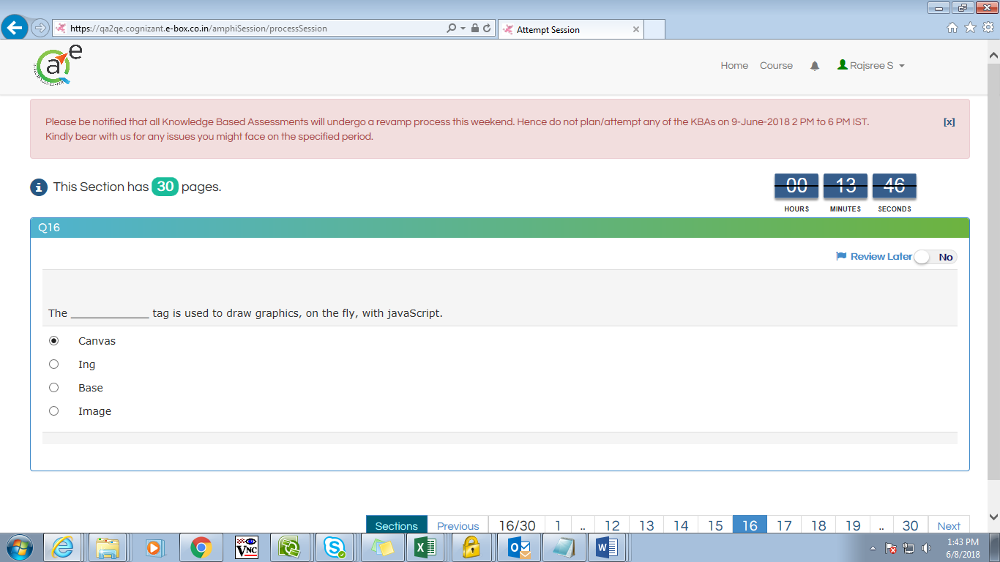 https://qa2qe.cognizant.e-box.co.in/amphiSession/processSession
Attempt Session
a e
Home Course Rajsree S
Please be notified that all Knowledge Based Assessments will undergo a revamp process this weekend. Hence do not plan/attempt any of the KBAs on 9-June-2018 2 PM to 6 PM IST. [x]
Kindly bear with us for any issues you might face on the specified period.
This Section has 30 pages.
00 13 46
HOURS MINUTES SECONDS
Q16
Review Later No
The _____________ tag is used to draw graphics, on the fly, with javaScript.
Canvas
Ing
Base
Image
Sections Previous 16/30 1 .. 12 13 14 15 16 17 18 19 .. 30 Next
VNC
1:43 PM
6/8/2018